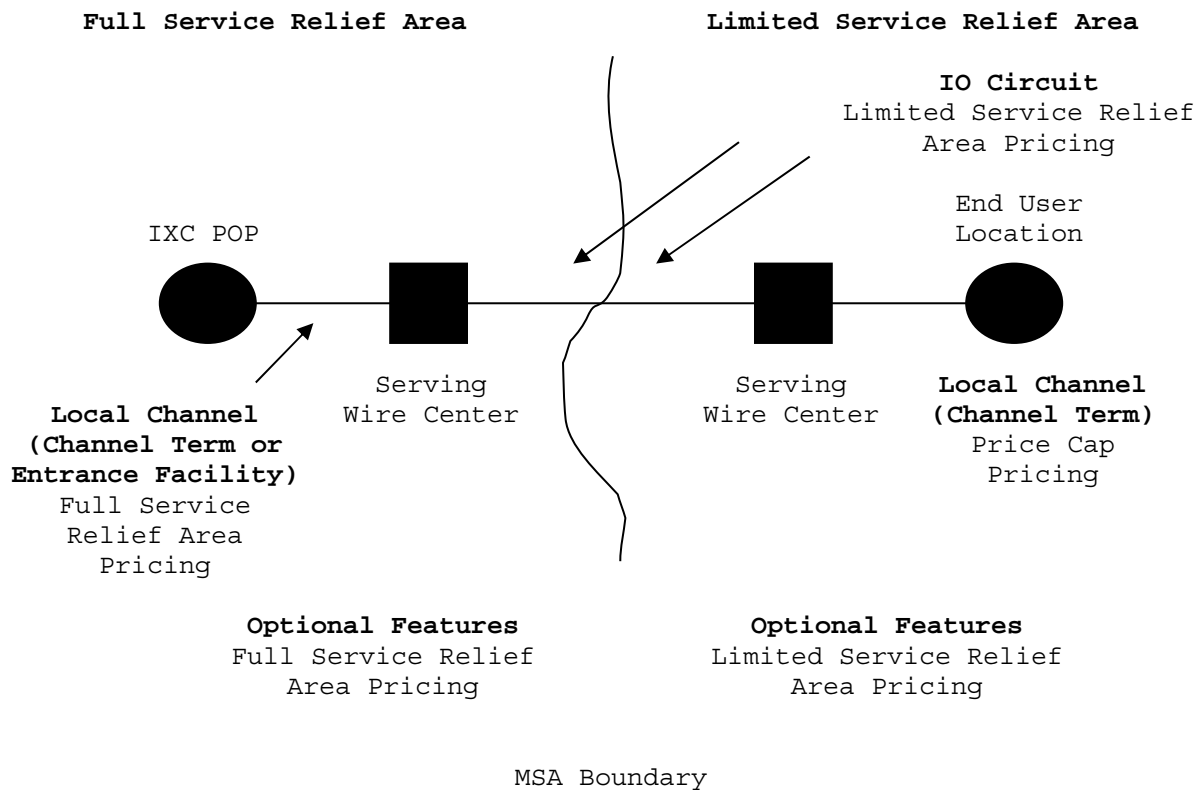 Full Service Relief Area
Limited Service Relief Area
IO Circuit
Limited Service Relief
Area Pricing
IXC POP
End User
Location
Serving
Wire Center
Serving
Wire Center
Local Channel
(Channel Term)
Price Cap
Pricing
Local Channel
(Channel Term or
Entrance Facility)
Full Service
Relief Area
Pricing
Optional Features
Full Service Relief
Area Pricing
Optional Features
Limited Service Relief
Area Pricing
MSA Boundary